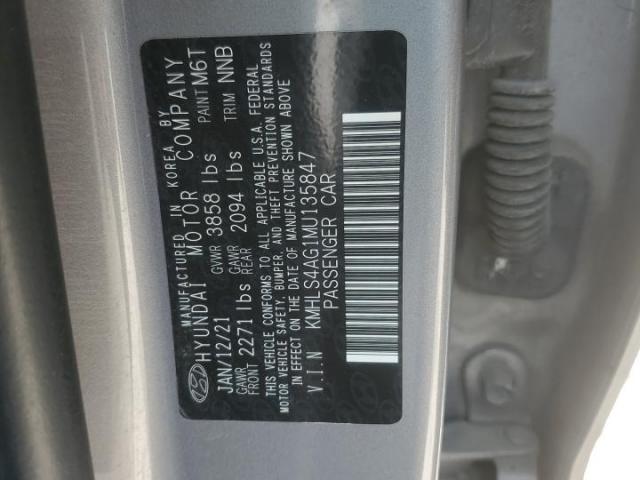 MANUFACTURED IN KOREA BY
HYUNDAI MOTOR COMPANY
JAN/12/21 GVWR 3858 lbs PAINT M6T
GAWR FRONT 2271 lbs GAWR REAR 2094 lbs TRIM NNB
THIS VEHICLE CONFORMS TO ALL APPLICABLE U.S.A. FEDERAL
MOTOR VEHICLE SAFETY, BUMPER, AND THEFT PREVENTION STANDARDS
IN EFFECT ON THE DATE OF MANUFACTURE SHOWN ABOVE
V.I.N KMHLS4AG1MU135847
PASSENGER CAR